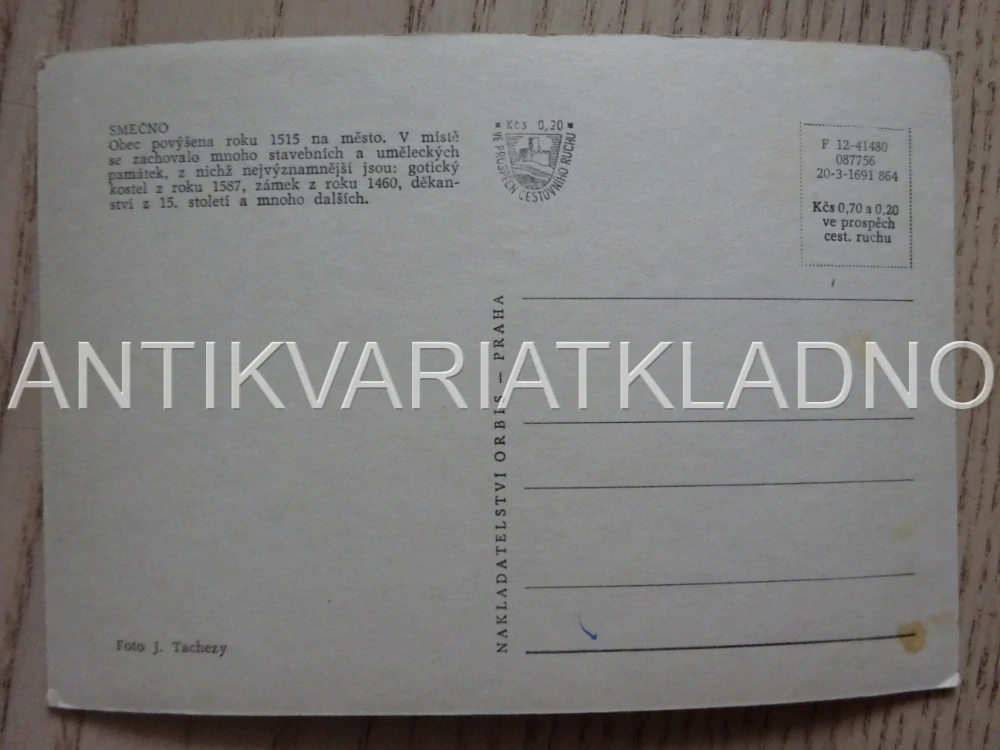 SMEČNO
Obec povýšena roku 1515 na město. V místě
se zachovalo mnoho stavebních a uměleckých
památek, z nichž nejvýznamnější jsou: gotický
kostel z roku 1587, zámek z roku 1460, děkan-
ství z 15. století a mnoho dalších.
Kčs 0,20
VE PROSPĚCH CESTOVNÍHO RUCHU
F 12-41480
087756
20-3-1691 864
Kčs 0,70 a 0,20
ve prospěch
cest. ruchu
ANTIKVARIATKLADNO
NAKLADATELSTVÍ ORBIS — PRAHA
Foto J. Tachezy